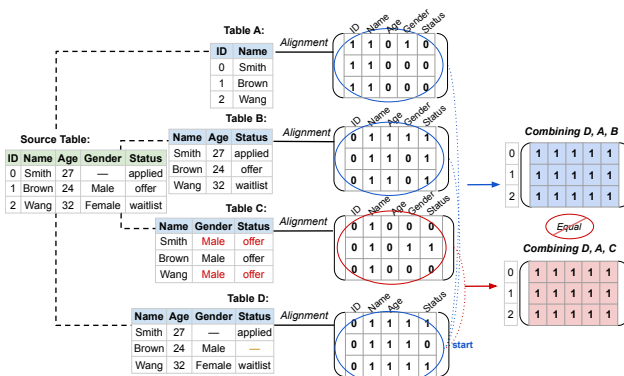 Table A:
ID Name
0 Smith
1 Brown
2 Wang
Alignment
ID Name Age Gender Status
1 1 0 1 0
1 1 0 0 0
1 1 0 0 0
Source Table:
ID Name Age Gender Status
0 Smith 27 — applied
1 Brown 24 Male offer
2 Wang 32 Female waitlist
Table B:
Name Age Status
Smith 27 applied
Brown 24 offer
Wang 32 waitlist
Alignment
ID Name Age Gender Status
0 1 1 1 1
0 1 1 0 1
0 1 1 0 1
Table C:
Name Gender Status
Smith Male offer
Brown Male offer
Wang Male offer
Alignment
ID Name Age Gender Status
0 1 0 0 0
0 1 0 1 1
0 1 0 0 0
Table D:
Name Age Gender Status
Smith 27 — applied
Brown 24 Male —
Wang 32 Female waitlist
Alignment
ID Name Age Status
0 1 1 1 1
0 1 1 1 0
0 1 1 1 1
start
Combining D, A, B
0 1 1 1 1 1
1 1 1 1 1 1
2 1 1 1 1 1
Equal
Combining D, A, C
0 1 1 1 1 1
1 1 1 1 1 1
2 1 1 1 1 1